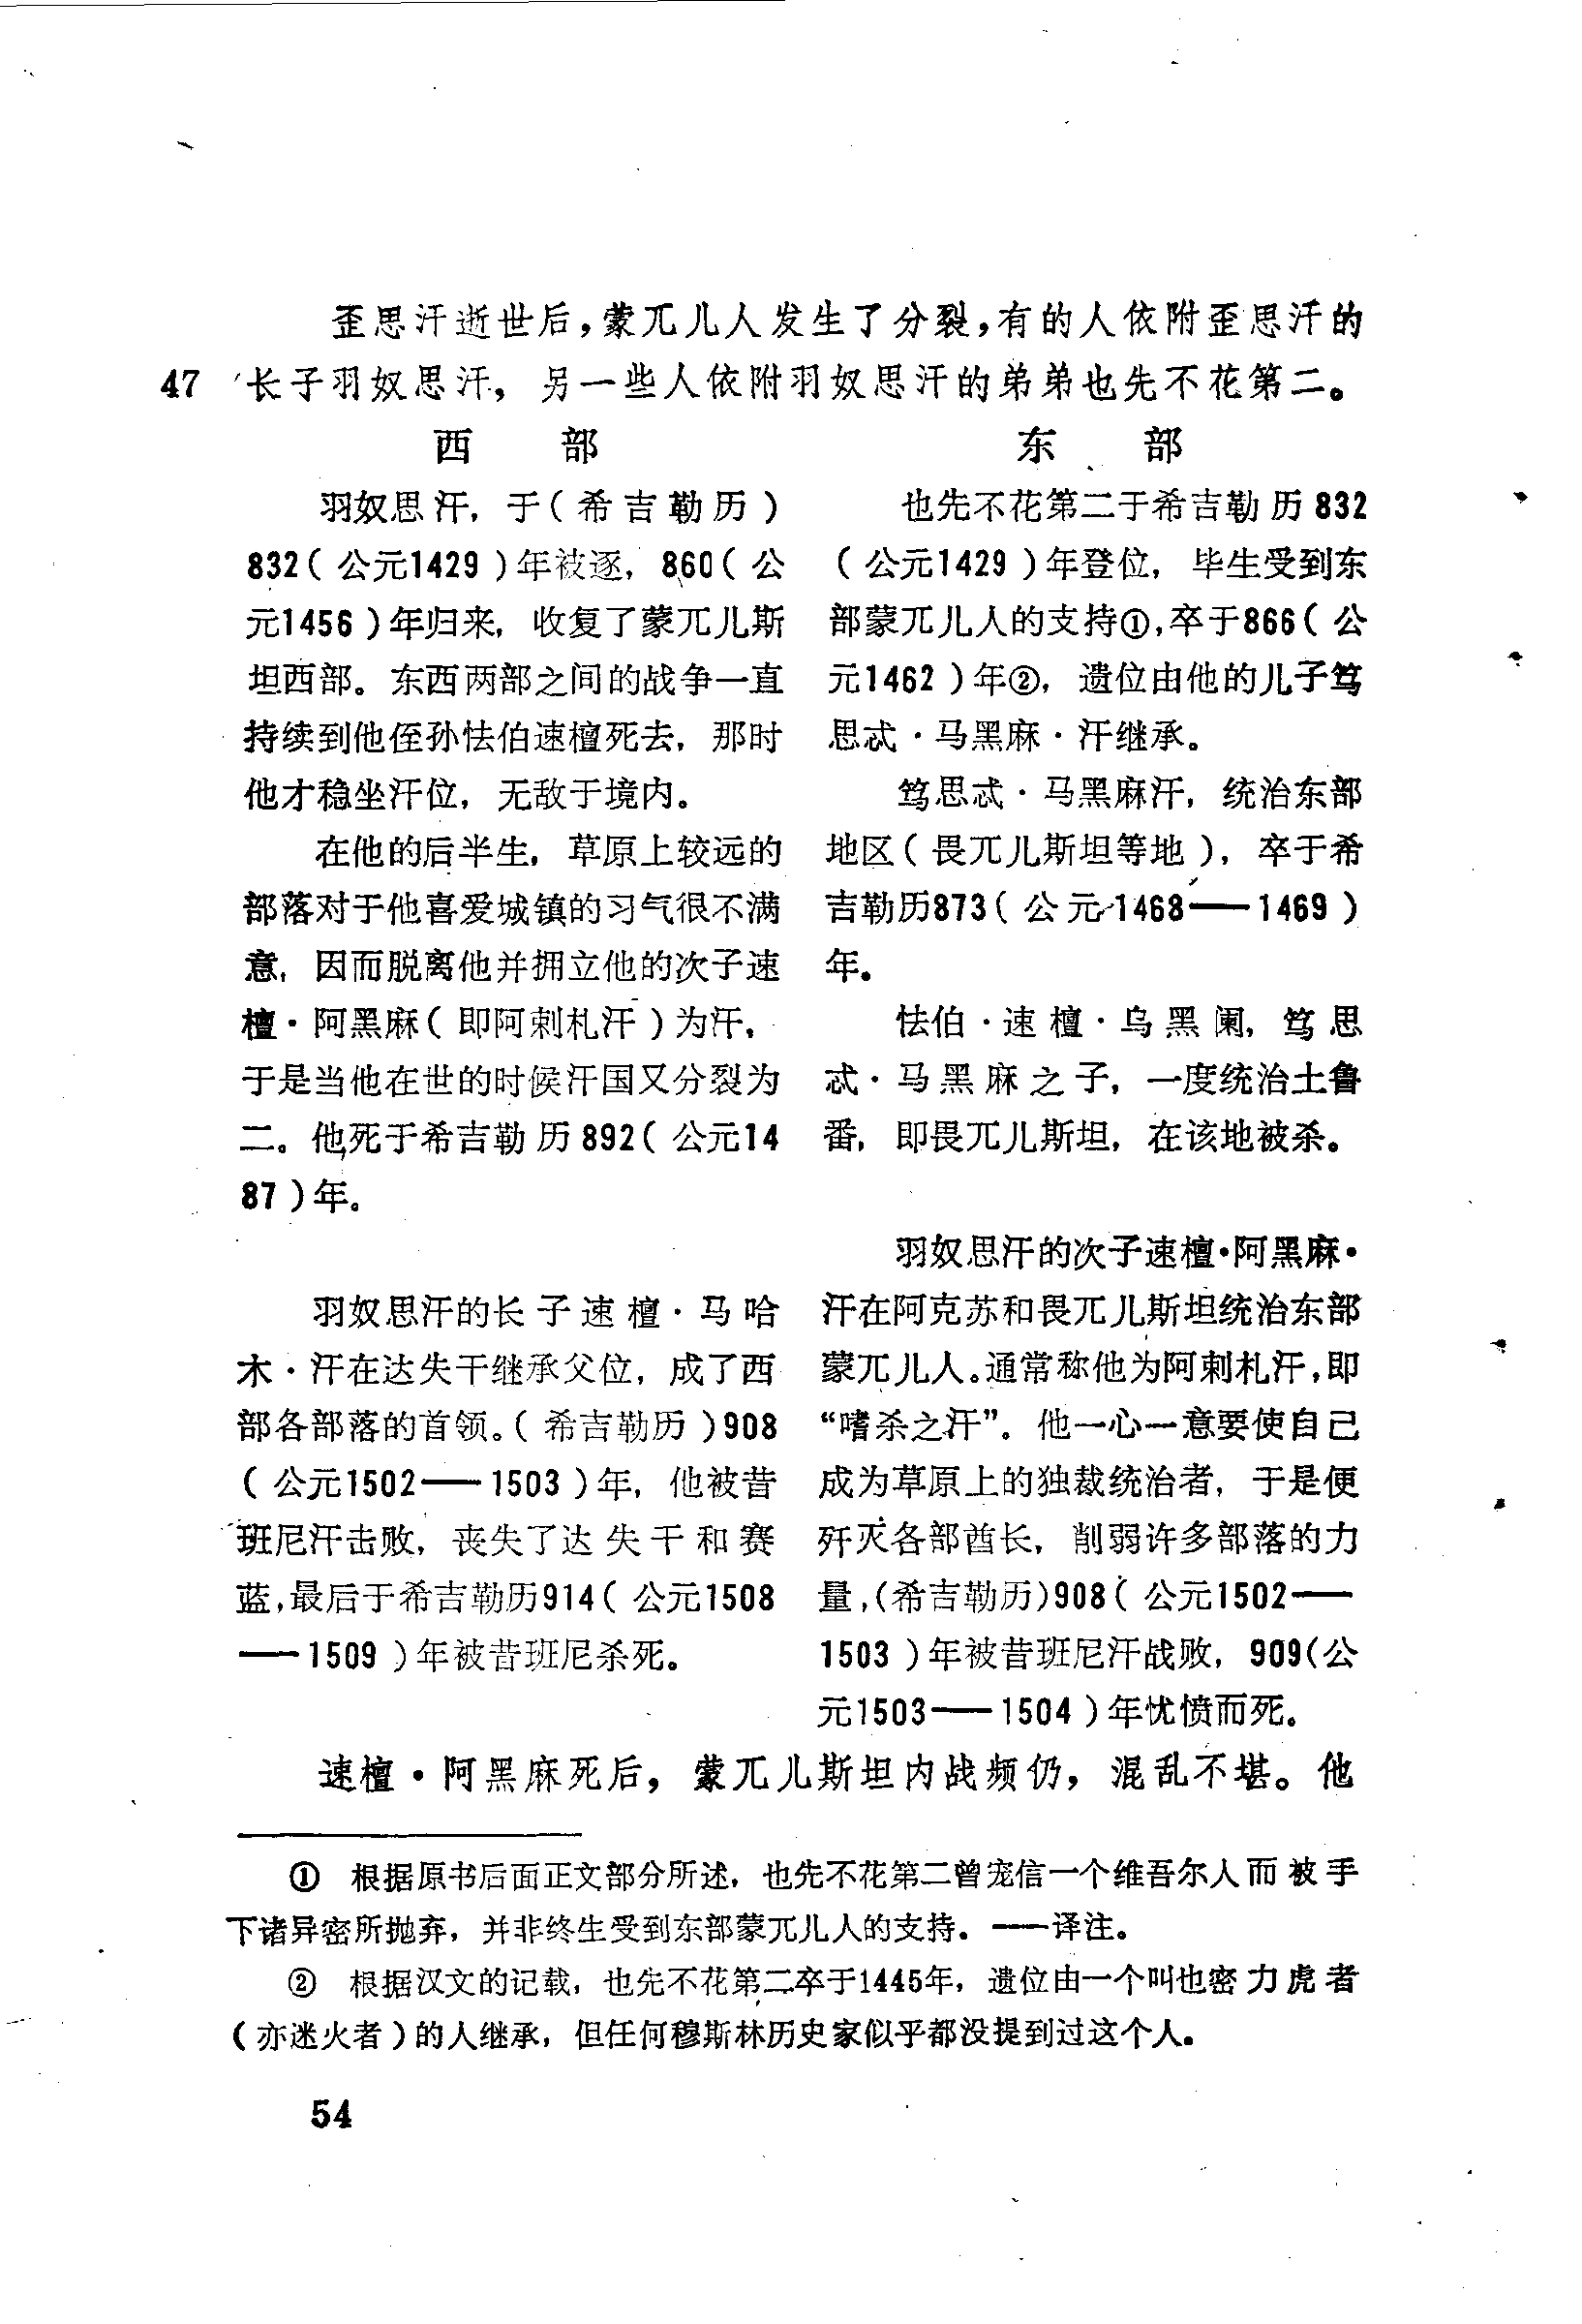 歪思汗逝世后，蒙兀儿人发生了分裂，有的人依附歪思汗的
47 长子羽奴思汗，另一些人依附羽奴思汗的弟弟也先不花第二。
西　　部
羽奴思汗，于（希吉勒历）
832（公元1429）年被逐，860（公
元1456）年归来，收复了蒙兀儿斯
坦西部。东西两部之间的战争一直
持续到他侄孙怯伯速檀死去，那时
他才稳坐汗位，无敌于境内。
在他的后半生，草原上较远的
部落对于他喜爱城镇的习气很不满
意，因而脱离他并拥立他的次子速
檀·阿黑麻（即阿剌札汗）为汗，
于是当他在世的时候汗国又分裂为
二。他死于希吉勒历892（公元14
87）年。
羽奴思汗的长子速檀·马哈
木·汗在达失干继承父位，成了西
部各部落的首领。（希吉勒历）908
（公元1502——1503）年，他被昔
班尼汗击败，丧失了达失干和赛
蓝，最后于希吉勒历914（公元1508
——1509）年被昔班尼杀死。
东　　部
也先不花第二于希吉勒历832
（公元1429）年登位，毕生受到东
部蒙兀儿人的支持①，卒于866（公
元1462）年②，遗位由他的儿子笃
思忒·马黑麻·汗继承。
笃思忒·马黑麻汗，统治东部
地区（畏兀儿斯坦等地），卒于希
吉勒历873（公元1468——1469）
年。
怯伯·速檀·乌黑阑，笃思
忒·马黑麻之子，一度统治土鲁
番，即畏兀儿斯坦，在该地被杀。
羽奴思汗的次子速檀·阿黑麻·
汗在阿克苏和畏兀儿斯坦统治东部
蒙兀儿人。通常称他为阿剌札汗，即
“嗜杀之汗”。他一心一意要使自己
成为草原上的独裁统治者，于是便
歼灭各部酋长，削弱许多部落的力
量，（希吉勒历）908（公元1502——
1503）年被昔班尼汗战败，909（公
元1503——1504）年忧愤而死。
速檀·阿黑麻死后，蒙兀儿斯坦内战频仍，混乱不堪。他
① 根据原书后面正文部分所述，也先不花第二曾宠信一个维吾尔人而被手
下诸异密所抛弃，并非终生受到东部蒙兀儿人的支持。——译注。
② 根据汉文的记载，也先不花第二卒于1445年，遗位由一个叫也密力虎者
（亦迷火者）的人继承，但任何穆斯林历史家似乎都没提到过这个人。
54